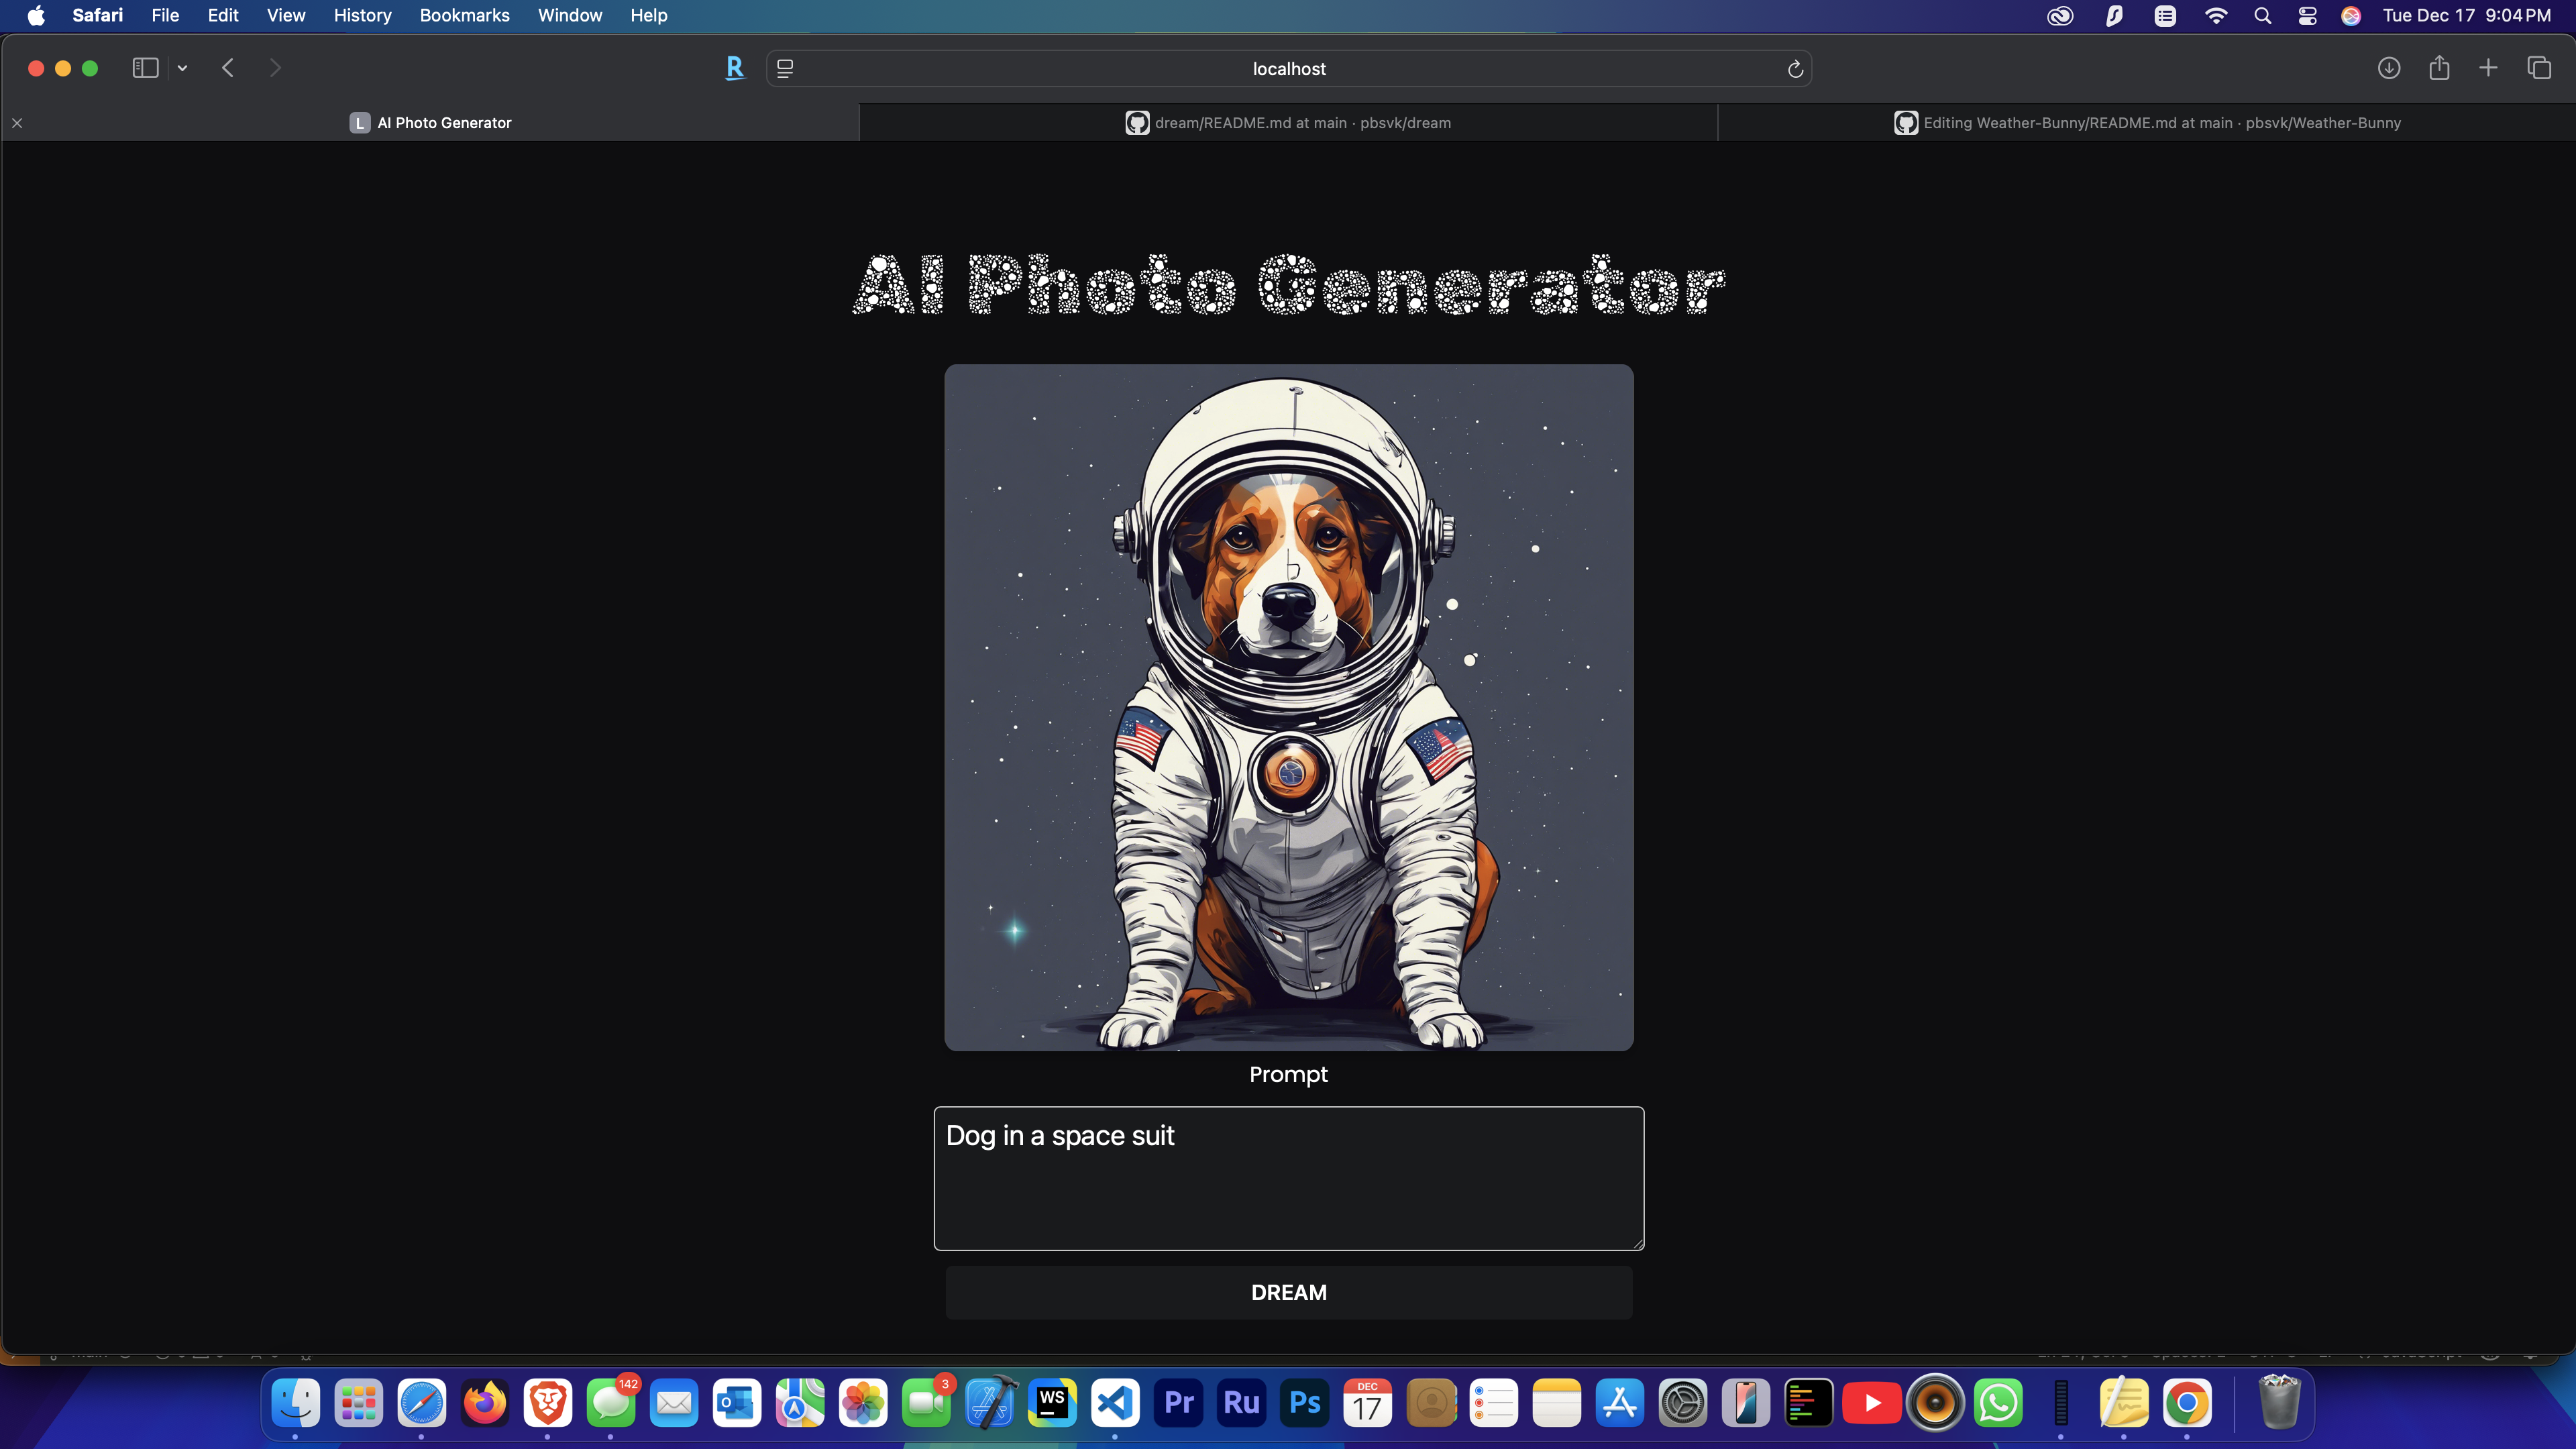 Safari File Edit View History Bookmarks Window Help
Tue Dec 17 9:04 PM
R
localhost
L AI Photo Generator
dream/README.md at main · pbsvk/dream
Editing Weather-Bunny/README.md at main · pbsvk/Weather-Bunny
AI Photo Generator
Prompt
Dog in a space suit
DREAM
142
3
WS
Pr
Ru
Ps
DEC
17